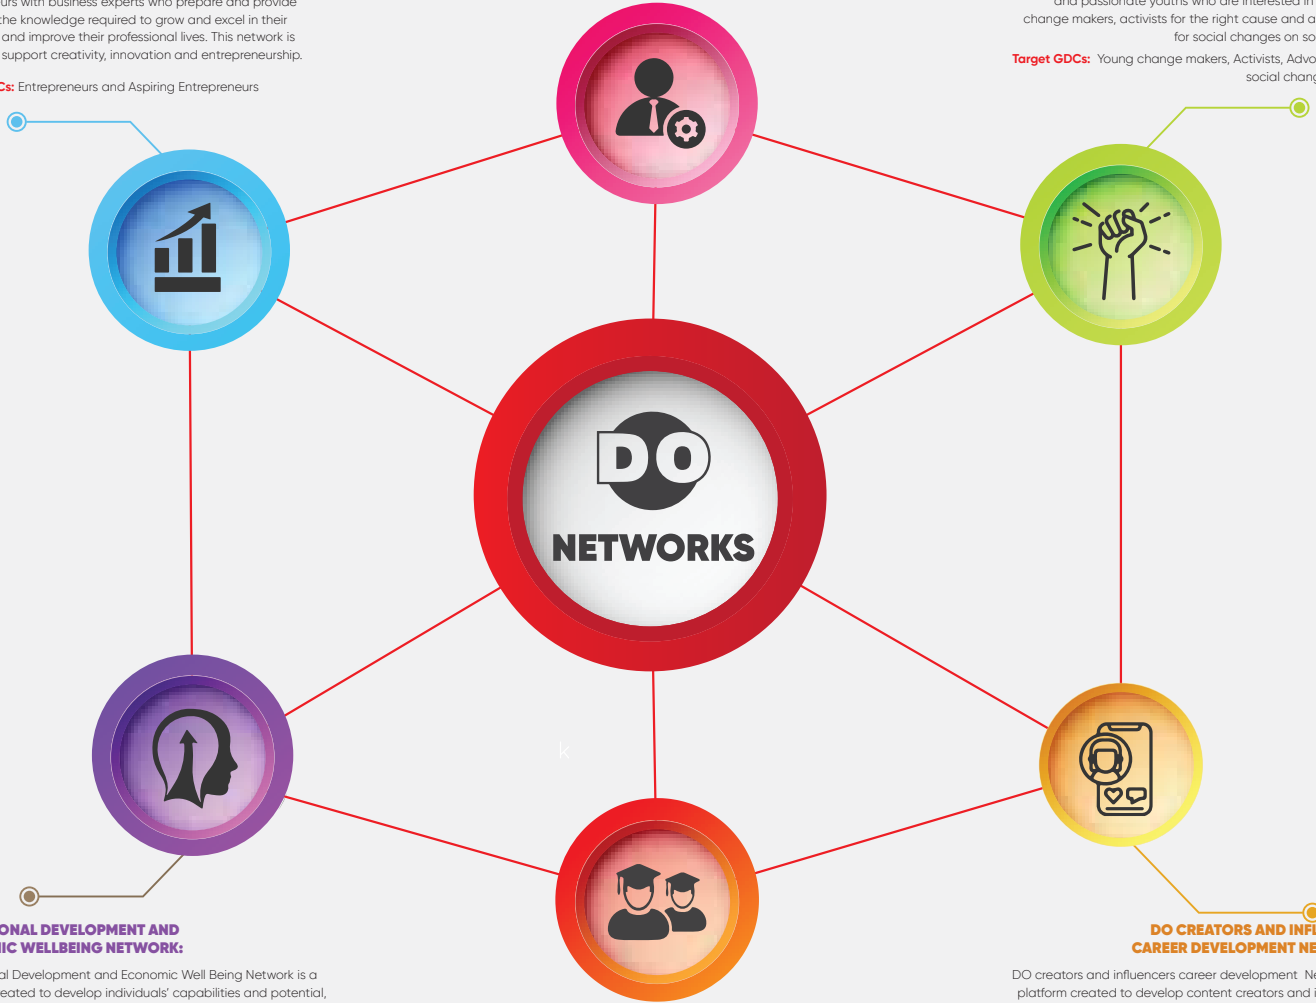 with business experts who prepare and provide
the knowledge required to grow and excel in their
and improve their professional lives. This network is
support creativity, innovation and entrepreneurship.
Cs: Entrepreneurs and Aspiring Entrepreneurs
and passionate youths who are interested in
change makers, activists for the right cause and a
for social changes on so
Target GDCs: Young change makers, Activists, Advo
social chang
DO
NETWORKS
k
ONAL DEVELOPMENT AND
IC WELLBEING NETWORK:
al Development and Economic Well Being Network is a
eated to develop individuals' capabilities and potential,
DO CREATORS AND INFL
CAREER DEVELOPMENT NE
DO creators and influencers career development Ne
platform created to develop content creators and i